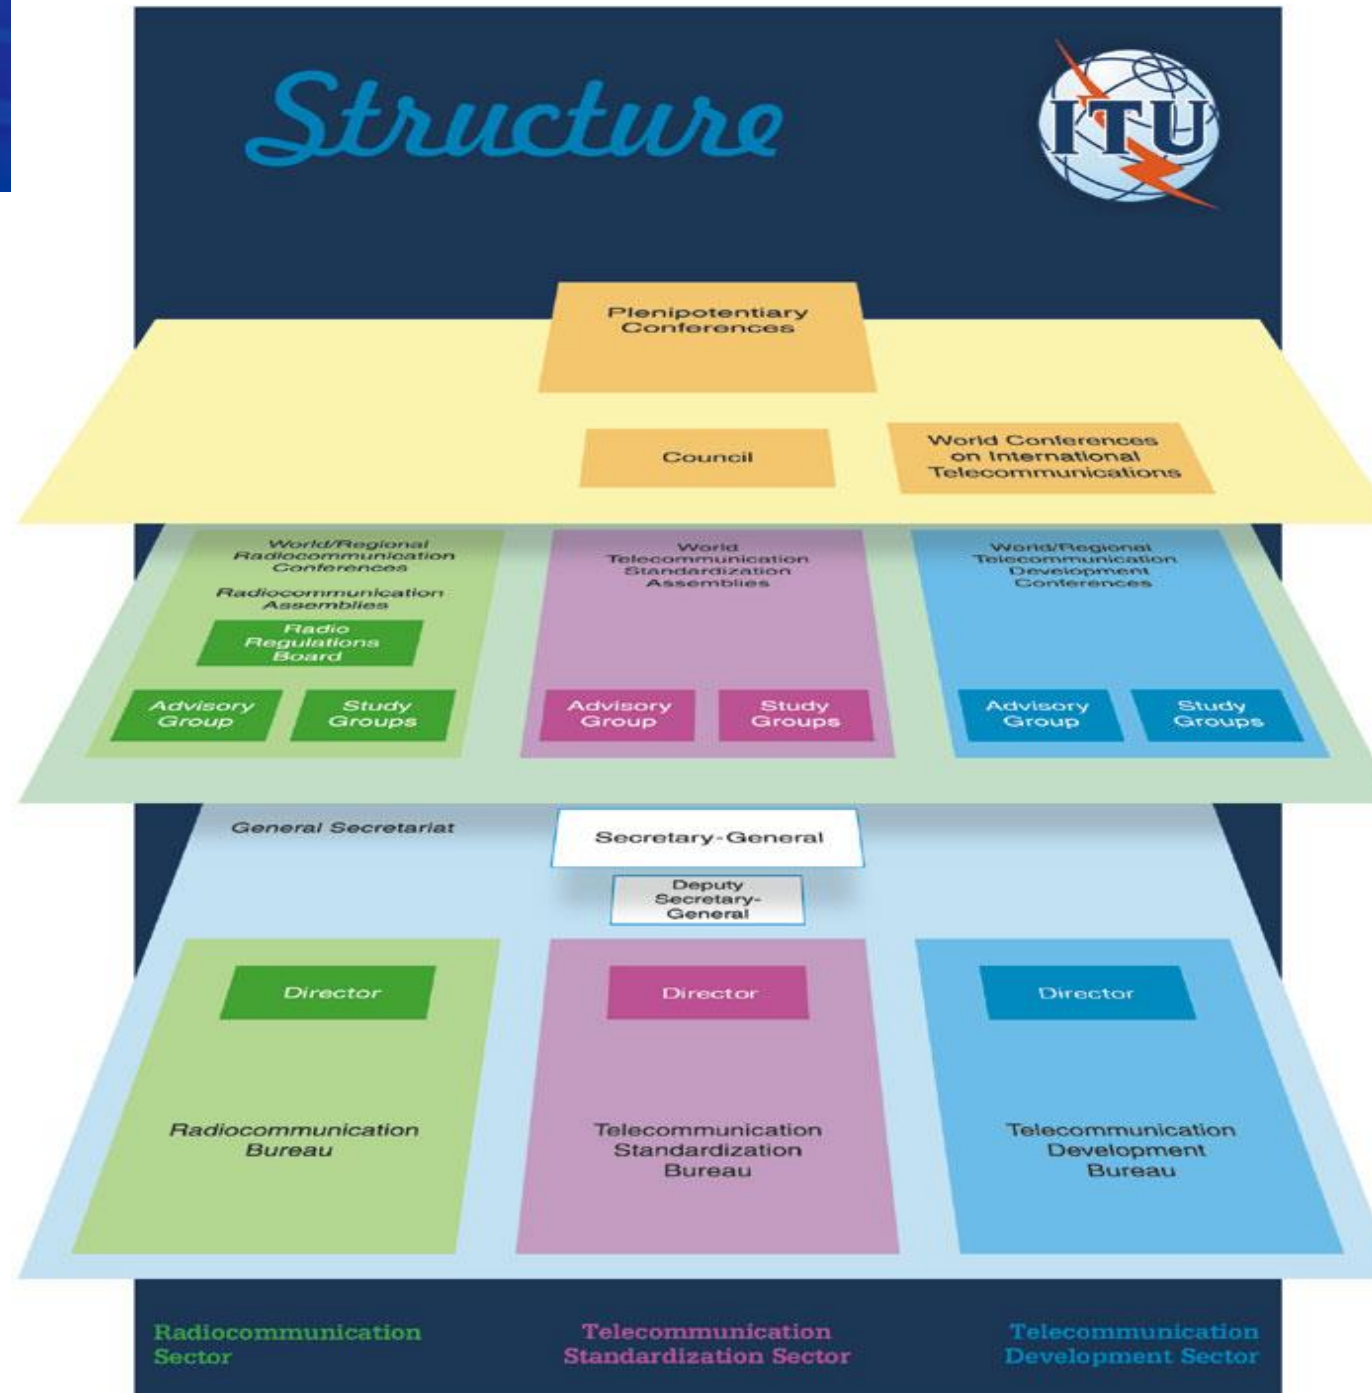 Structure
ITU
Plenipotentiary
Conferences
Council
World Conferences
on International
Telecommunications
World/Regional
Radiocommunication
Conferences
Radiocommunication
Assemblies
Radio
Regulations
Board
Advisory
Group
Study
Groups
World
Telecommunication
Standardization
Assemblies
Advisory
Group
Study
Groups
World/Regional
Telecommunication
Development
Conferences
Advisory
Group
Study
Groups
General Secretariat
Secretary-General
Deputy
Secretary-
General
Director
Radiocommunication
Bureau
Director
Telecommunication
Standardization
Bureau
Director
Telecommunication
Development
Bureau
Radiocommunication
Sector
Telecommunication
Standardization Sector
Telecommunication
Development Sector